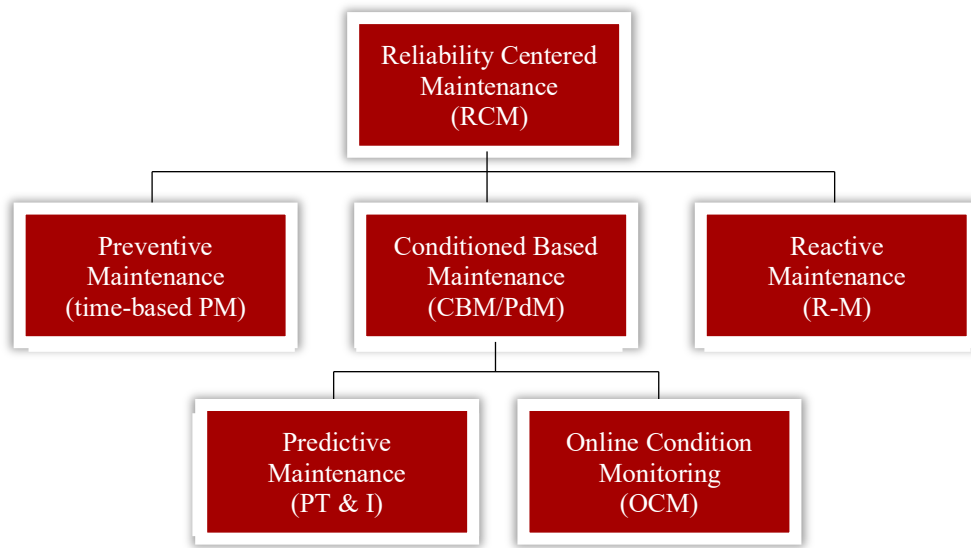 Reliability Centered
Maintenance
(RCM)
Preventive
Maintenance
(time-based PM)
Conditioned Based
Maintenance
(CBM/PdM)
Reactive
Maintenance
(R-M)
Predictive
Maintenance
(PT & I)
Online Condition
Monitoring
(OCM)